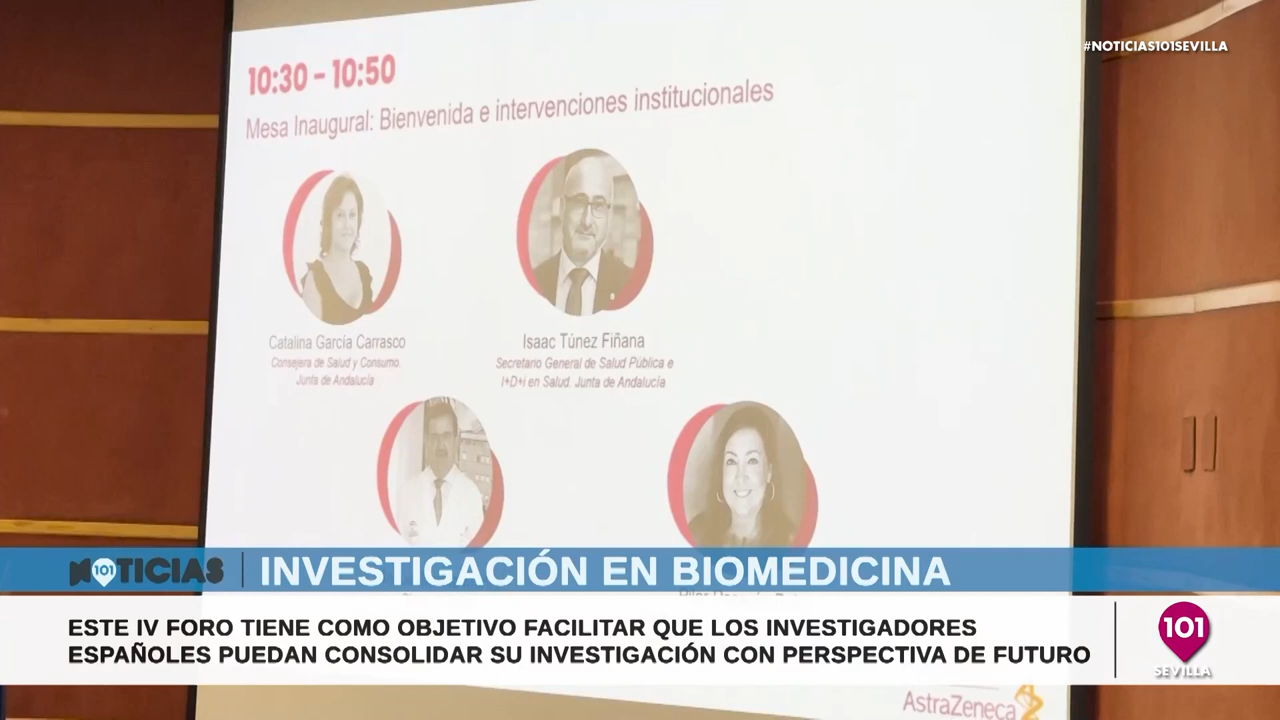 #NOTICIAS101SEVILLA
10:30 - 10:50
Mesa Inaugural: Bienvenida e intervenciones institucionales
Catalina García Carrasco
Consejera de Salud y Consumo.
Junta de Andalucía
Isaac Túnez Fiñana
Secretario General de Salud Pública e
I+D+i en Salud. Junta de Andalucía
NOTICIAS
101
INVESTIGACIÓN EN BIOMEDICINA
ESTE IV FORO TIENE COMO OBJETIVO FACILITAR QUE LOS INVESTIGADORES
ESPAÑOLES PUEDAN CONSOLIDAR SU INVESTIGACIÓN CON PERSPECTIVA DE FUTURO
101
SEVILLA
AstraZeneca